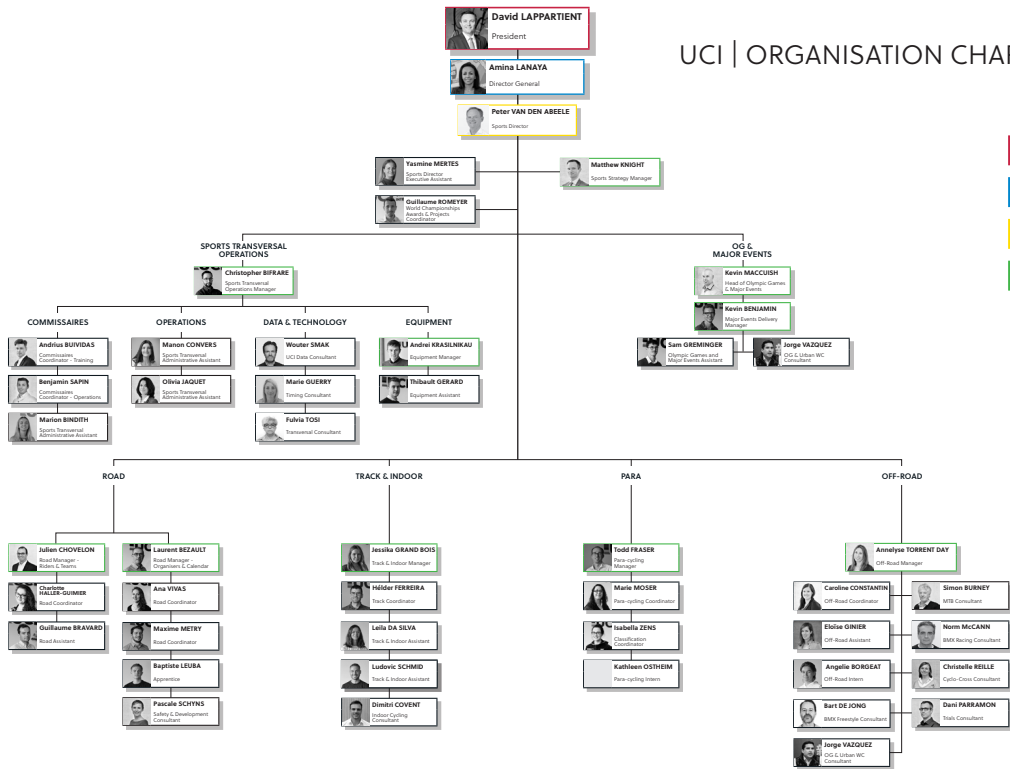 David LAPPARTIENT
President
UCI | ORGANISATION CHAR
Amina LANAYA
Director General
Peter VAN DEN ABEELE
Sports Director
Yasmine MERTES
Sports Director
Executive Assistant
Matthew KNIGHT
Sports Strategy Manager
Guillaume ROMEYER
World Championships
Awards & Projects
Coordinator
SPORTS TRANSVERSAL
OPERATIONS
Christopher BIFRARE
Sports Transversal
Operations Manager
OG &
MAJOR EVENTS
Kevin MACCUISH
Head of Olympic Games
& Major Events
Kevin BENJAMIN
Major Events Delivery
Manager
Sam GREMINGER
Olympic Games and
Major Events Assistant
Jorge VAZQUEZ
OG & Urban WC
Consultant
COMMISSAIRES
Andrius BUIVIDAS
Commissaires
Coordinator - Training
Benjamin SAPIN
Commissaires
Coordinator - Operations
Marion BINDITH
Sports Transversal
Administrative Assistant
OPERATIONS
Manon CONVERS
Sports Transversal
Administrative Assistant
Olivia JAQUET
Sports Transversal
Administrative Assistant
DATA & TECHNOLOGY
Wouter SMAK
UCI Data Consultant
Marie GUERRY
Timing Consultant
Fulvia TOSI
Transversal Consultant
EQUIPMENT
Andrei KRASILNIKAU
Equipment Manager
Thibault GERARD
Equipment Assistant
ROAD
Julien CHOVELON
Road Manager -
Riders & Teams
Charlotte
HALLER-GUIMIER
Road Coordinator
Guillaume BRAVARD
Road Assistant
Laurent BEZAULT
Road Manager -
Organisers & Calendar
Ana VIVAS
Road Coordinator
Maxime METRY
Road Coordinator
Baptiste LEUBA
Apprentice
Pascale SCHYNS
Safety & Development
Consultant
TRACK & INDOOR
Jessika GRAND BOIS
Track & Indoor Manager
Hélder FERREIRA
Track Coordinator
Leila DA SILVA
Track & Indoor Assistant
Ludovic SCHMID
Track & Indoor Assistant
Dimitri COVENT
Indoor Cycling
Consultant
PARA
Todd FRASER
Para-cycling
Manager
Marie MOSER
Para-cycling Coordinator
Isabella ZENS
Classification
Coordinator
Kathleen OSTHEIM
Para-cycling Intern
OFF-ROAD
Annelyse TORRENT DAY
Off-Road Manager
Caroline CONSTANTIN
Off-Road Coordinator
Simon BURNEY
MTB Consultant
Eloïse GINIER
Off-Road Assistant
Norm McCANN
BMX Racing Consultant
Angelie BORGEAT
Off-Road Intern
Christelle REILLE
Cyclo-Cross Consultant
Bart DE JONG
BMX Freestyle Consultant
Dani PARRAMON
Trials Consultant
Jorge VAZQUEZ
OG & Urban WC
Consultant